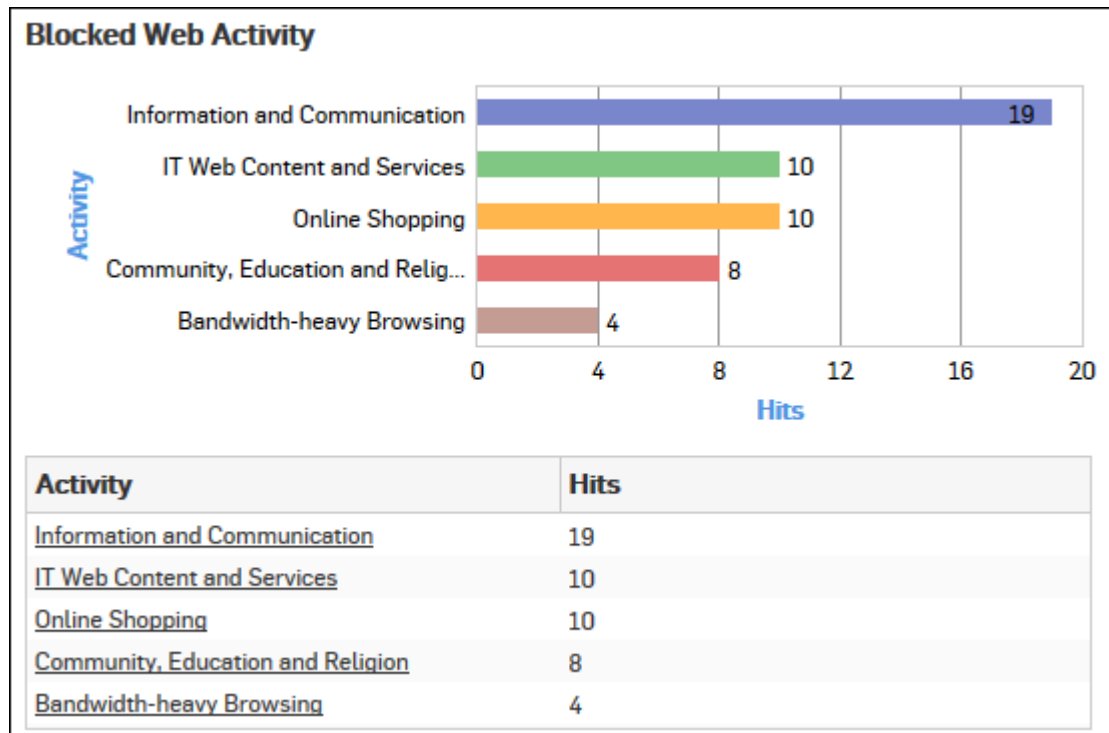 Blocked Web Activity
Activity
Information and Communication 19
IT Web Content and Services 10
Online Shopping 10
Community, Education and Relig... 8
Bandwidth-heavy Browsing 4
0 4 8 12 16 20
Hits
Activity Hits
Information and Communication 19
IT Web Content and Services 10
Online Shopping 10
Community, Education and Religion 8
Bandwidth-heavy Browsing 4